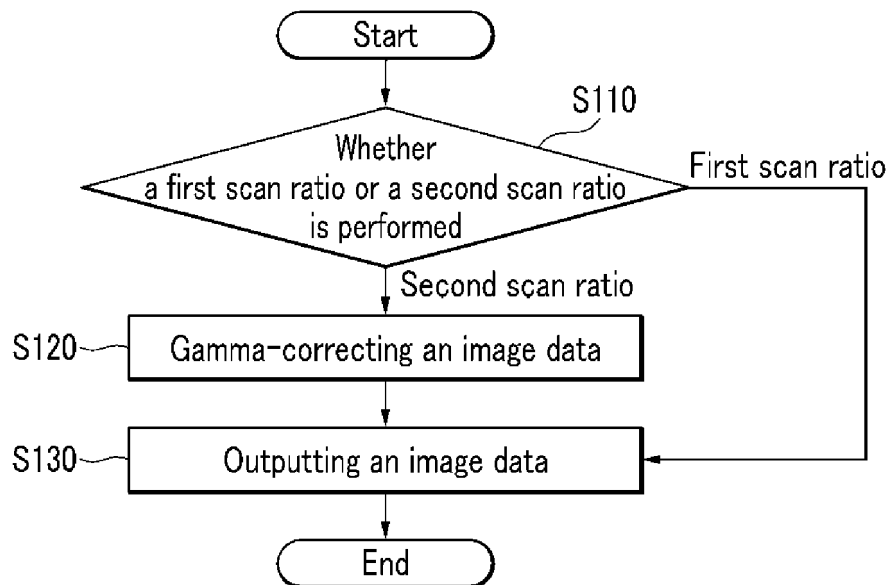 Start
S110
Whether
a first scan ratio or a second scan ratio
is performed
First scan ratio
Second scan ratio
S120
Gamma-correcting an image data
S130
Outputting an image data
End